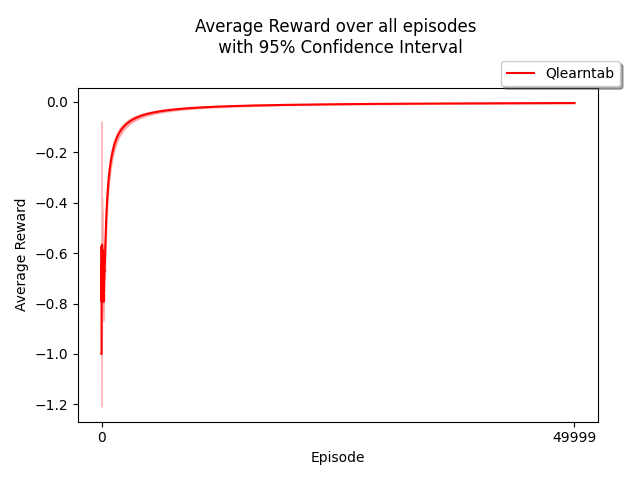 Average Reward over all episodes
with 95% Confidence Interval
Qlearntab
0.0
−0.2
−0.4
−0.6
−0.8
−1.0
−1.2
Average Reward
0
49999
Episode